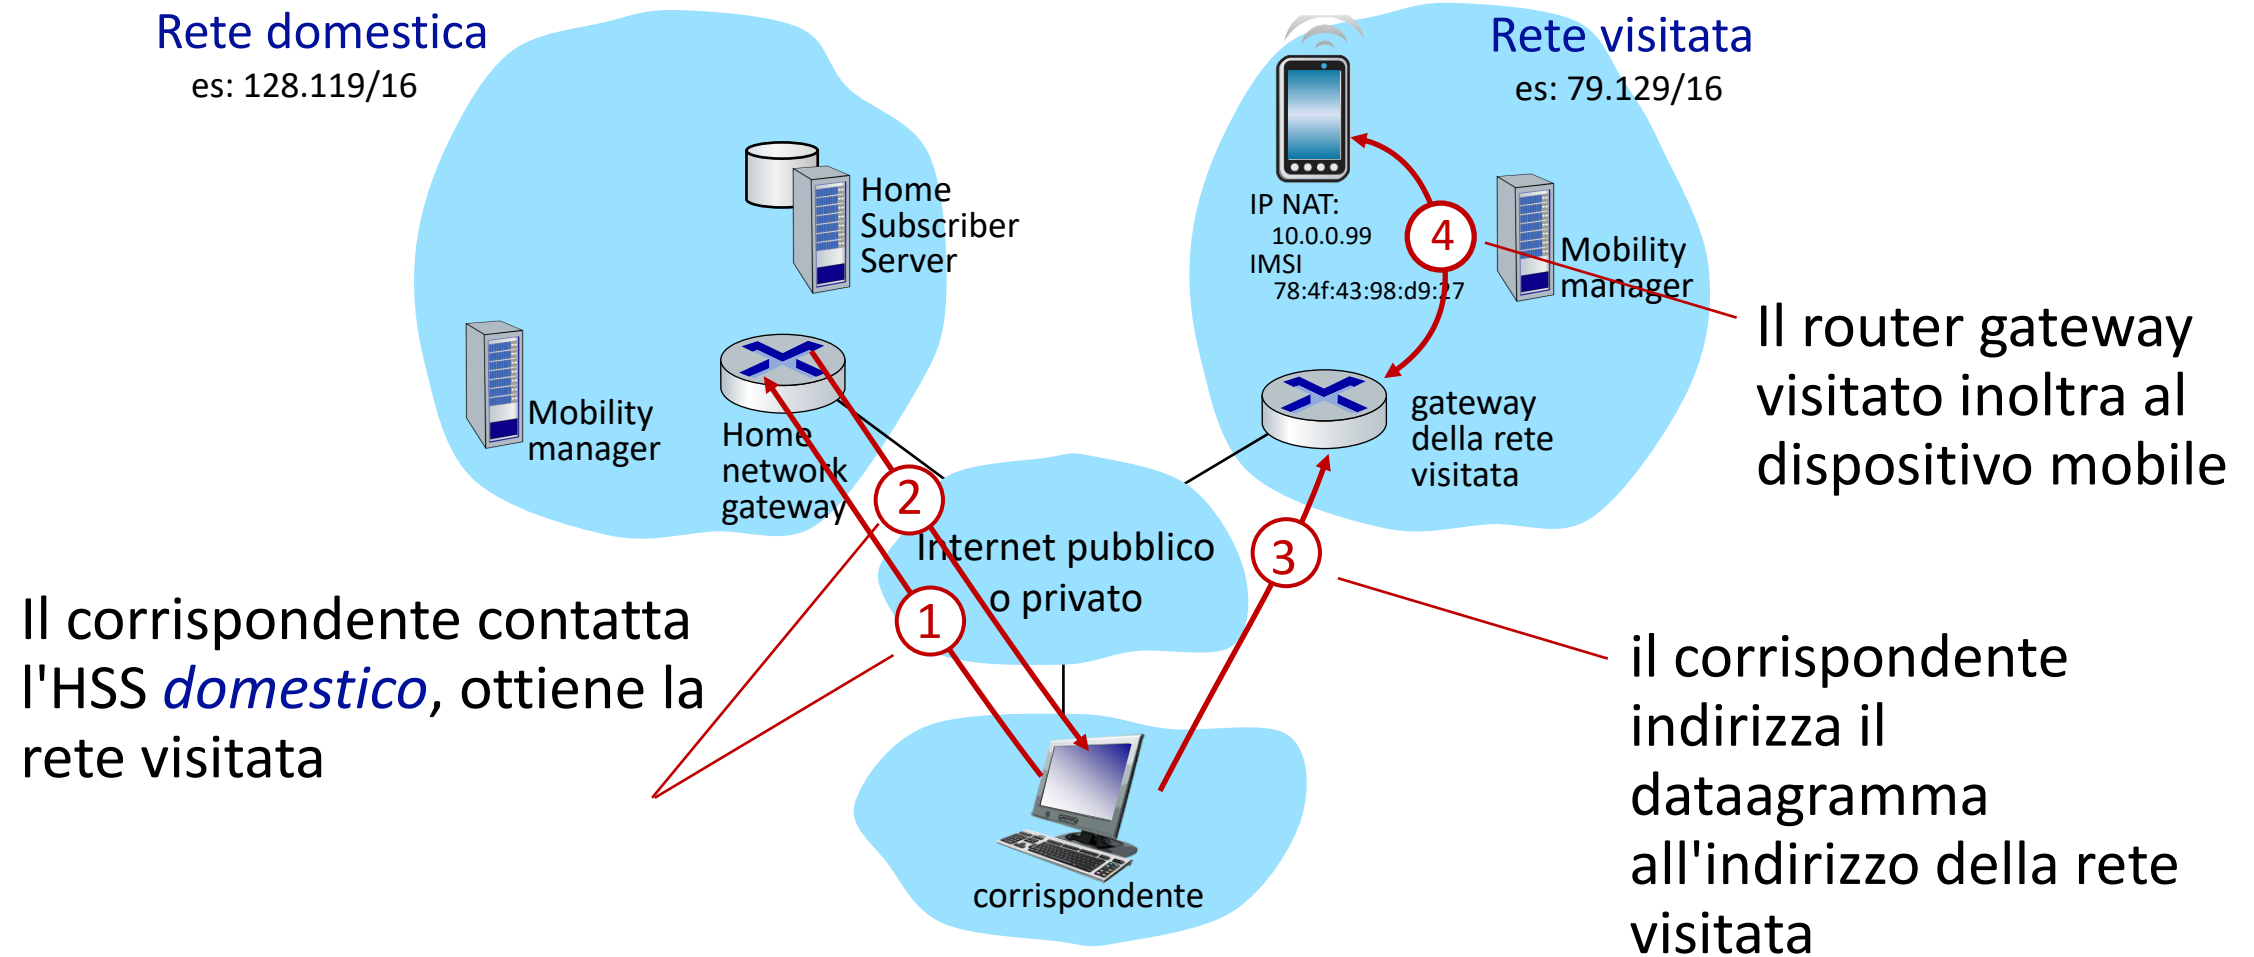 Rete domestica
es: 128.119/16
Rete visitata
es: 79.129/16
Home
Subscriber
Server
Mobility
manager
Home
network
gateway
IP NAT:
10.0.0.99
IMSI
78:4f:43:98:d9:27
4
Mobility
manager
gateway
della rete
visitata
Il router gateway
visitato inoltra al
dispositivo mobile
2
Internet pubblico
o privato
3
1
Il corrispondente contatta
l'HSS domestico, ottiene la
rete visitata
il corrispondente
indirizza il
dataagramma
all'indirizzo della rete
visitata
corrispondente